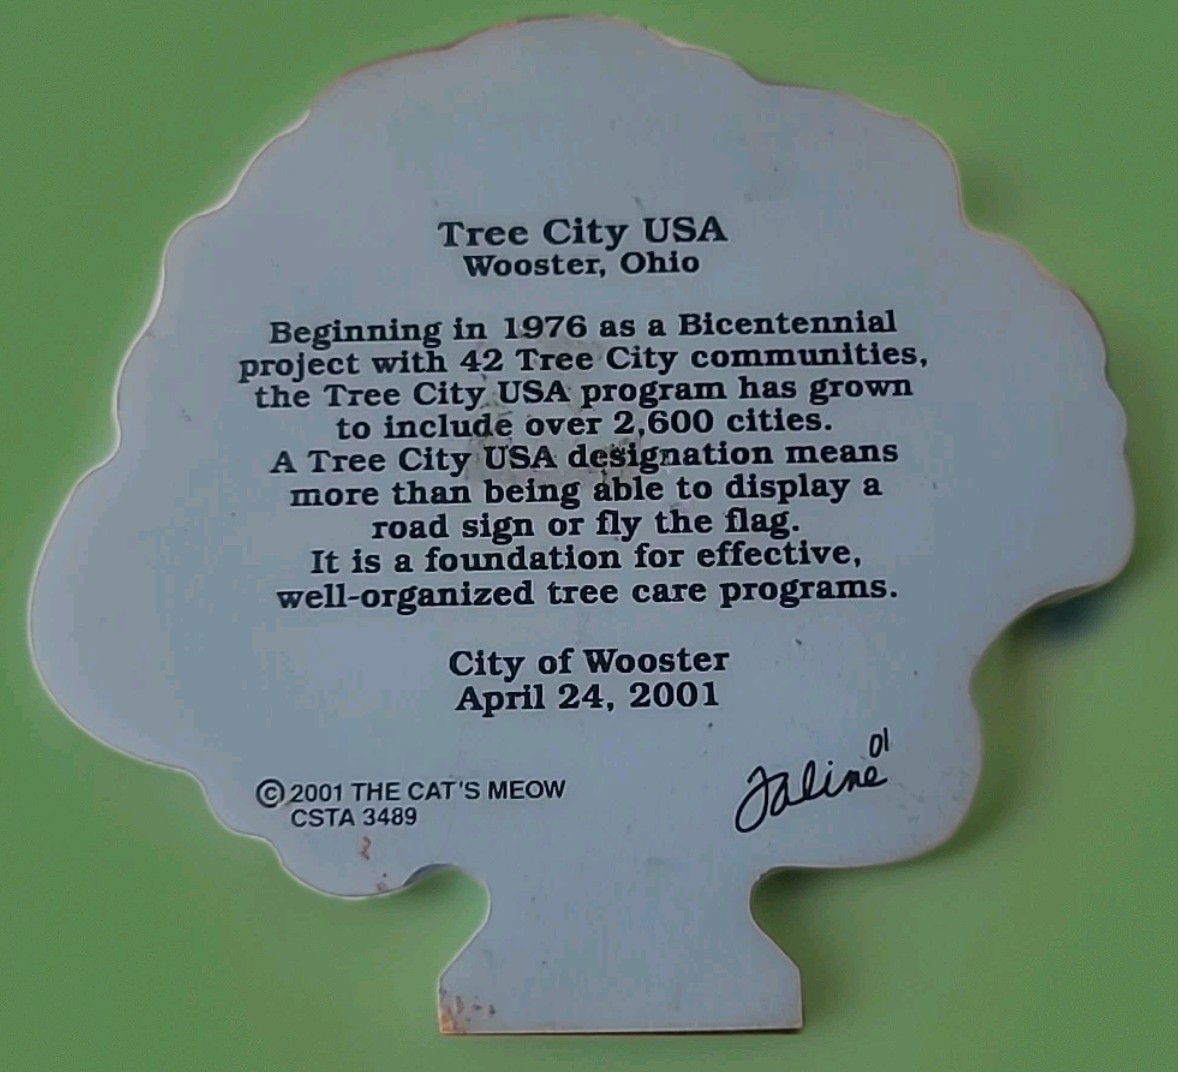 Tree City USA
Wooster, Ohio
Beginning in 1976 as a Bicentennial
project with 42 Tree City communities,
the Tree City USA program has grown
to include over 2,600 cities.
A Tree City USA designation means
more than being able to display a
road sign or fly the flag.
It is a foundation for effective,
well-organized tree care programs.
City of Wooster
April 24, 2001
© 2001 THE CAT'S MEOW
CSTA 3489
Faline 01